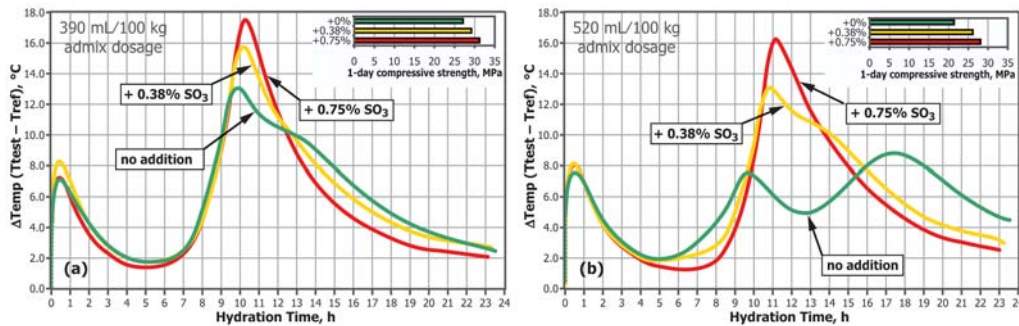 390 mL/100 kg
admix dosage
+0%
+0.38%
+0.75%
0 5 10 15 20 25 30 35
1-day compressive strength, MPa
18.0
16.0
14.0
12.0
10.0
8.0
6.0
4.0
2.0
0.0
ΔTemp (Ttest – Tref), °C
+ 0.38% SO3
+ 0.75% SO3
no addition
(a)
0 1 2 3 4 5 6 7 8 9 10 11 12 13 14 15 16 17 18 19 20 21 22 23 24
Hydration Time, h
520 mL/100 kg
admix dosage
+0%
+0.38%
+0.75%
0 5 10 15 20 25 30 35
1-day compressive strength, MPa
18.0
16.0
14.0
12.0
10.0
8.0
6.0
4.0
2.0
0.0
ΔTemp (Ttest – Tref), °C
+ 0.75% SO3
+ 0.38% SO3
no addition
(b)
0 1 2 3 4 5 6 7 8 9 10 11 12 13 14 15 16 17 18 19 20 21 22 23 24
Hydration Time, h